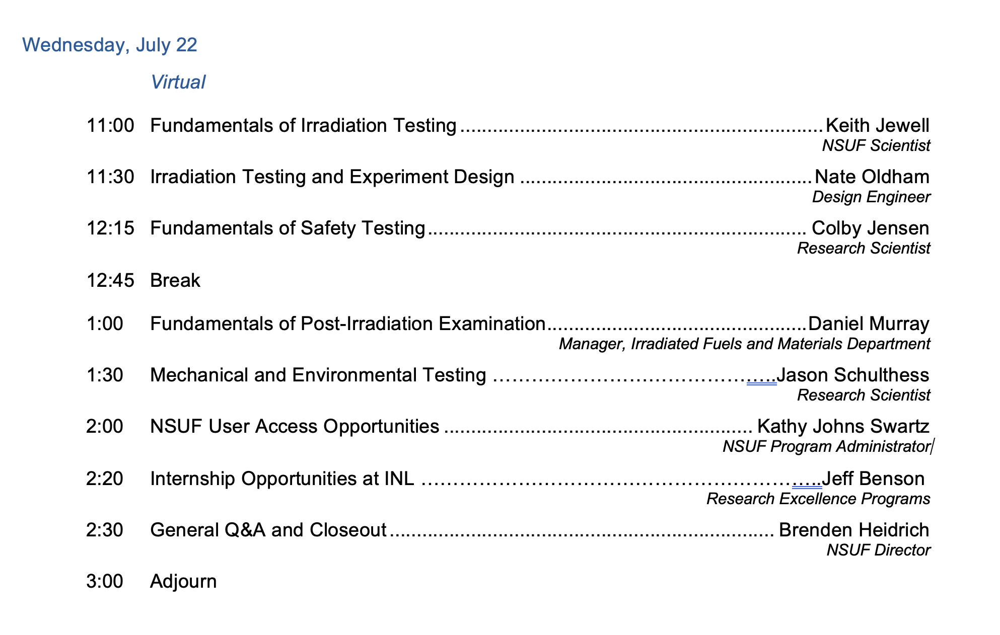 Wednesday, July 22
Virtual
11:00 Fundamentals of Irradiation Testing ........................................................................ Keith Jewell
NSUF Scientist
11:30 Irradiation Testing and Experiment Design .......................................................... Nate Oldham
Design Engineer
12:15 Fundamentals of Safety Testing ........................................................................... Colby Jensen
Research Scientist
12:45 Break
1:00 Fundamentals of Post-Irradiation Examination .................................................... Daniel Murray
Manager, Irradiated Fuels and Materials Department
1:30 Mechanical and Environmental Testing ............................................. Jason Schulthess
Research Scientist
2:00 NSUF User Access Opportunities ............................................................. Kathy Johns Swartz
NSUF Program Administrator
2:20 Internship Opportunities at INL ................................................................ Jeff Benson
Research Excellence Programs
2:30 General Q&A and Closeout ............................................................................ Brenden Heidrich
NSUF Director
3:00 Adjourn